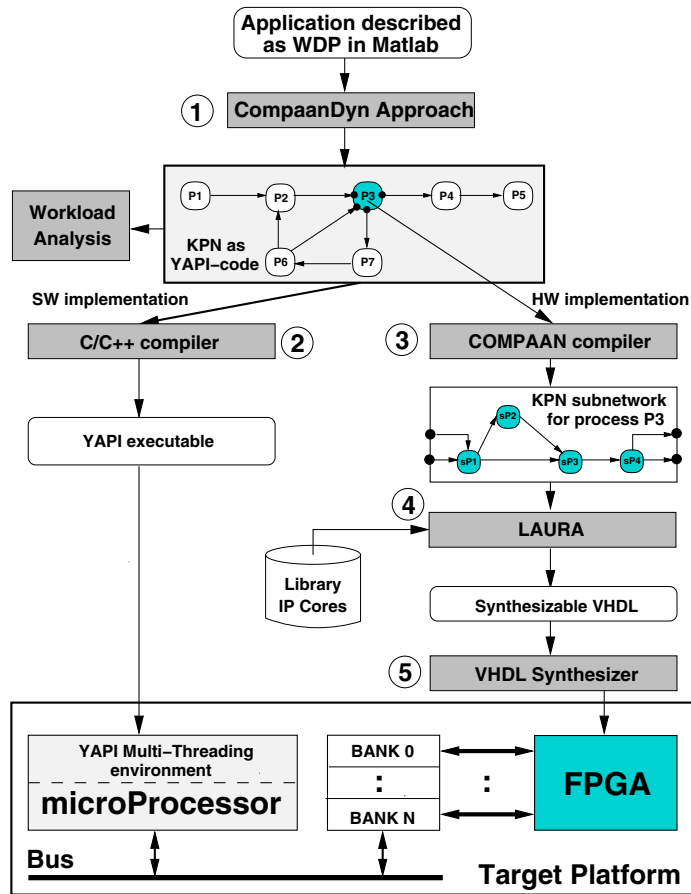 Application described
as WDP in Matlab
1
CompaanDyn Approach
P1
P2
P3
P4
P5
Workload
Analysis
KPN as
YAPI-code
P6
P7
SW implementation
HW implementation
C/C++ compiler
2
3
COMPAAN compiler
KPN subnetwork
for process P3
sP2
sP1
sP3
sP4
YAPI executable
4
LAURA
Library
IP Cores
Synthesizable VHDL
5
VHDL Synthesizer
YAPI Multi-Threading
environment
microProcessor
BANK 0
:
BANK N
:
FPGA
Bus
Target Platform